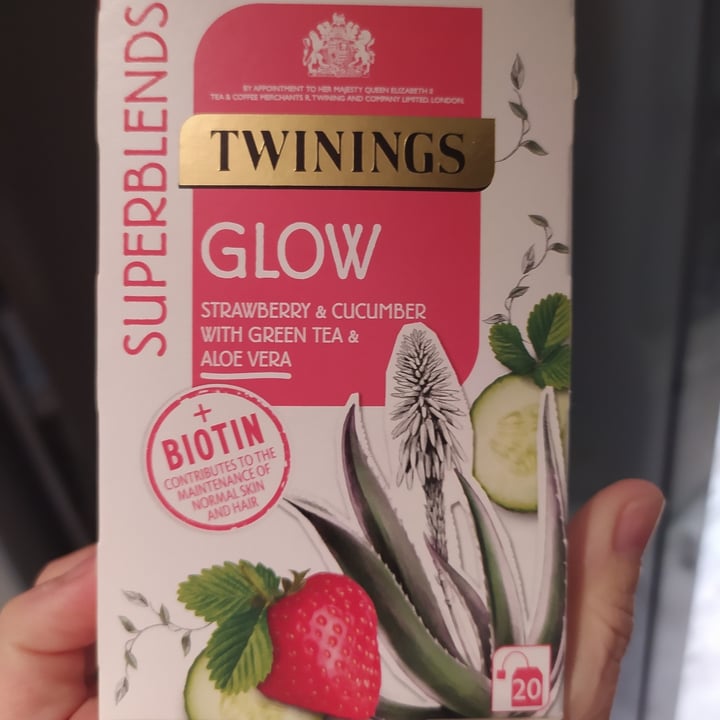 SUPERBLENDS
BY APPOINTMENT TO HER MAJESTY QUEEN ELIZABETH II
TEA & COFFEE MERCHANTS R. TWINING AND COMPANY LIMITED LONDON
TWININGS
GLOW
STRAWBERRY & CUCUMBER
WITH GREEN TEA &
ALOE VERA
+
BIOTIN
CONTRIBUTES TO THE
MAINTENANCE OF
NORMAL SKIN
AND HAIR
20